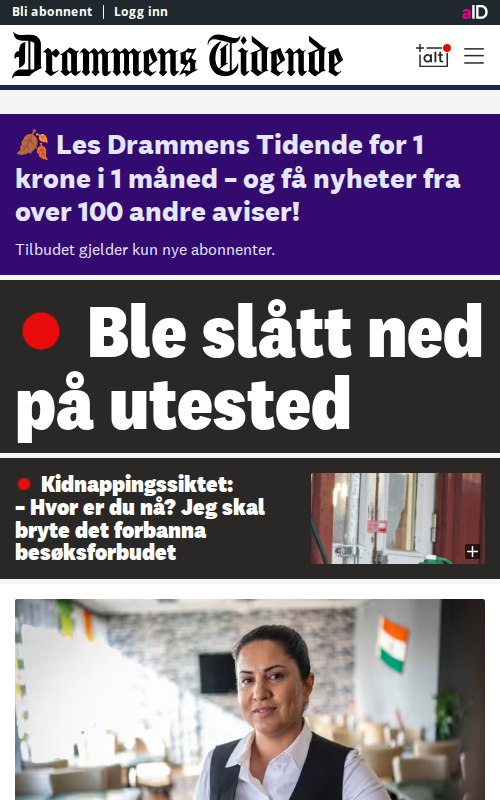 Bli abonnent | Logg inn
aID
Drammens Tidende
+alt
🍂 Les Drammens Tidende for 1
krone i 1 måned – og få nyheter fra
over 100 andre aviser!
Tilbudet gjelder kun nye abonnenter.
Ble slått ned
på utested
Kidnappingssiktet:
– Hvor er du nå? Jeg skal
bryte det forbanna
besøksforbudet